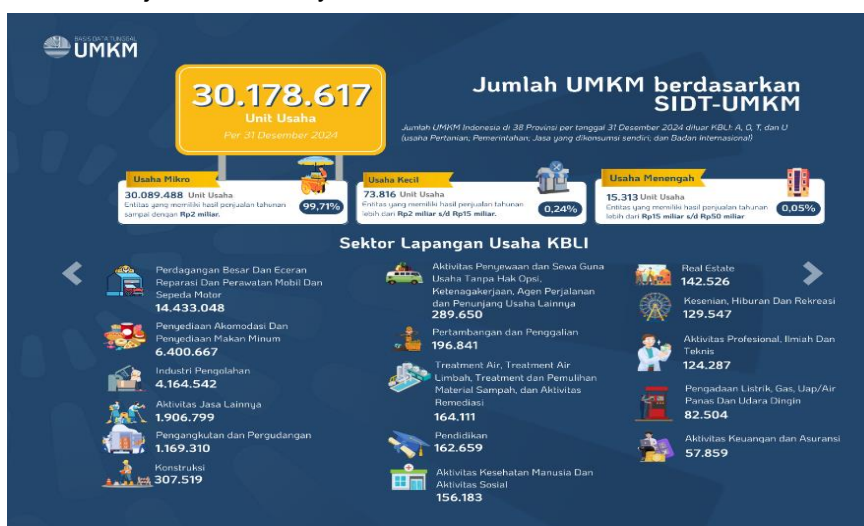 BASIS DATA TUNGGAL
UMKM
30.178.617
Unit Usaha
Per 31 Desember 2024
Jumlah UMKM berdasarkan
SIDT-UMKM
Jumlah UMKM Indonesia di 38 Provinsi per tanggal 31 Desember 2024 diluar KBLI: A, O, T, dan U
(usaha Pertanian; Pemerintahan; Jasa yang dikonsumsi sendiri; dan Badan Internasional)
Usaha Mikro
30.089.488 Unit Usaha
Entitas yang memiliki hasil penjualan tahunan
sampai dengan Rp2 miliar.
99,71%
Usaha Kecil
73.816 Unit Usaha
Entitas yang memiliki hasil penjualan tahunan
lebih dari Rp2 miliar s/d Rp15 miliar.
0,24%
Usaha Menengah
15.313 Unit Usaha
Entitas yang memiliki hasil penjualan tahunan
lebih dari Rp15 miliar s/d Rp50 miliar
0,05%
Sektor Lapangan Usaha KBLI
Perdagangan Besar Dan Eceran
Reparasi Dan Perawatan Mobil Dan
Sepeda Motor
14.433.048
Penyediaan Akomodasi Dan
Penyediaan Makan Minum
6.400.667
Industri Pengolahan
4.164.542
Aktivitas Jasa Lainnya
1.906.799
Pengangkutan dan Pergudangan
1.169.310
Konstruksi
307.519
Aktivitas Penyewaan dan Sewa Guna
Usaha Tanpa Hak Opsi,
Ketenagakerjaan, Agen Perjalanan
dan Penunjang Usaha Lainnya
289.650
Pertambangan dan Penggalian
196.841
Treatment Air, Treatment Air
Limbah, Treatment dan Pemulihan
Material Sampah, dan Aktivitas
Remediasi
164.111
Pendidikan
162.659
Aktivitas Kesehatan Manusia Dan
Aktivitas Sosial
156.183
Real Estate
142.526
Kesenian, Hiburan Dan Rekreasi
129.547
Aktivitas Profesional, Ilmiah Dan
Teknis
124.287
Pengadaan Listrik, Gas, Uap/Air
Panas Dan Udara Dingin
82.504
Aktivitas Keuangan dan Asuransi
57.859